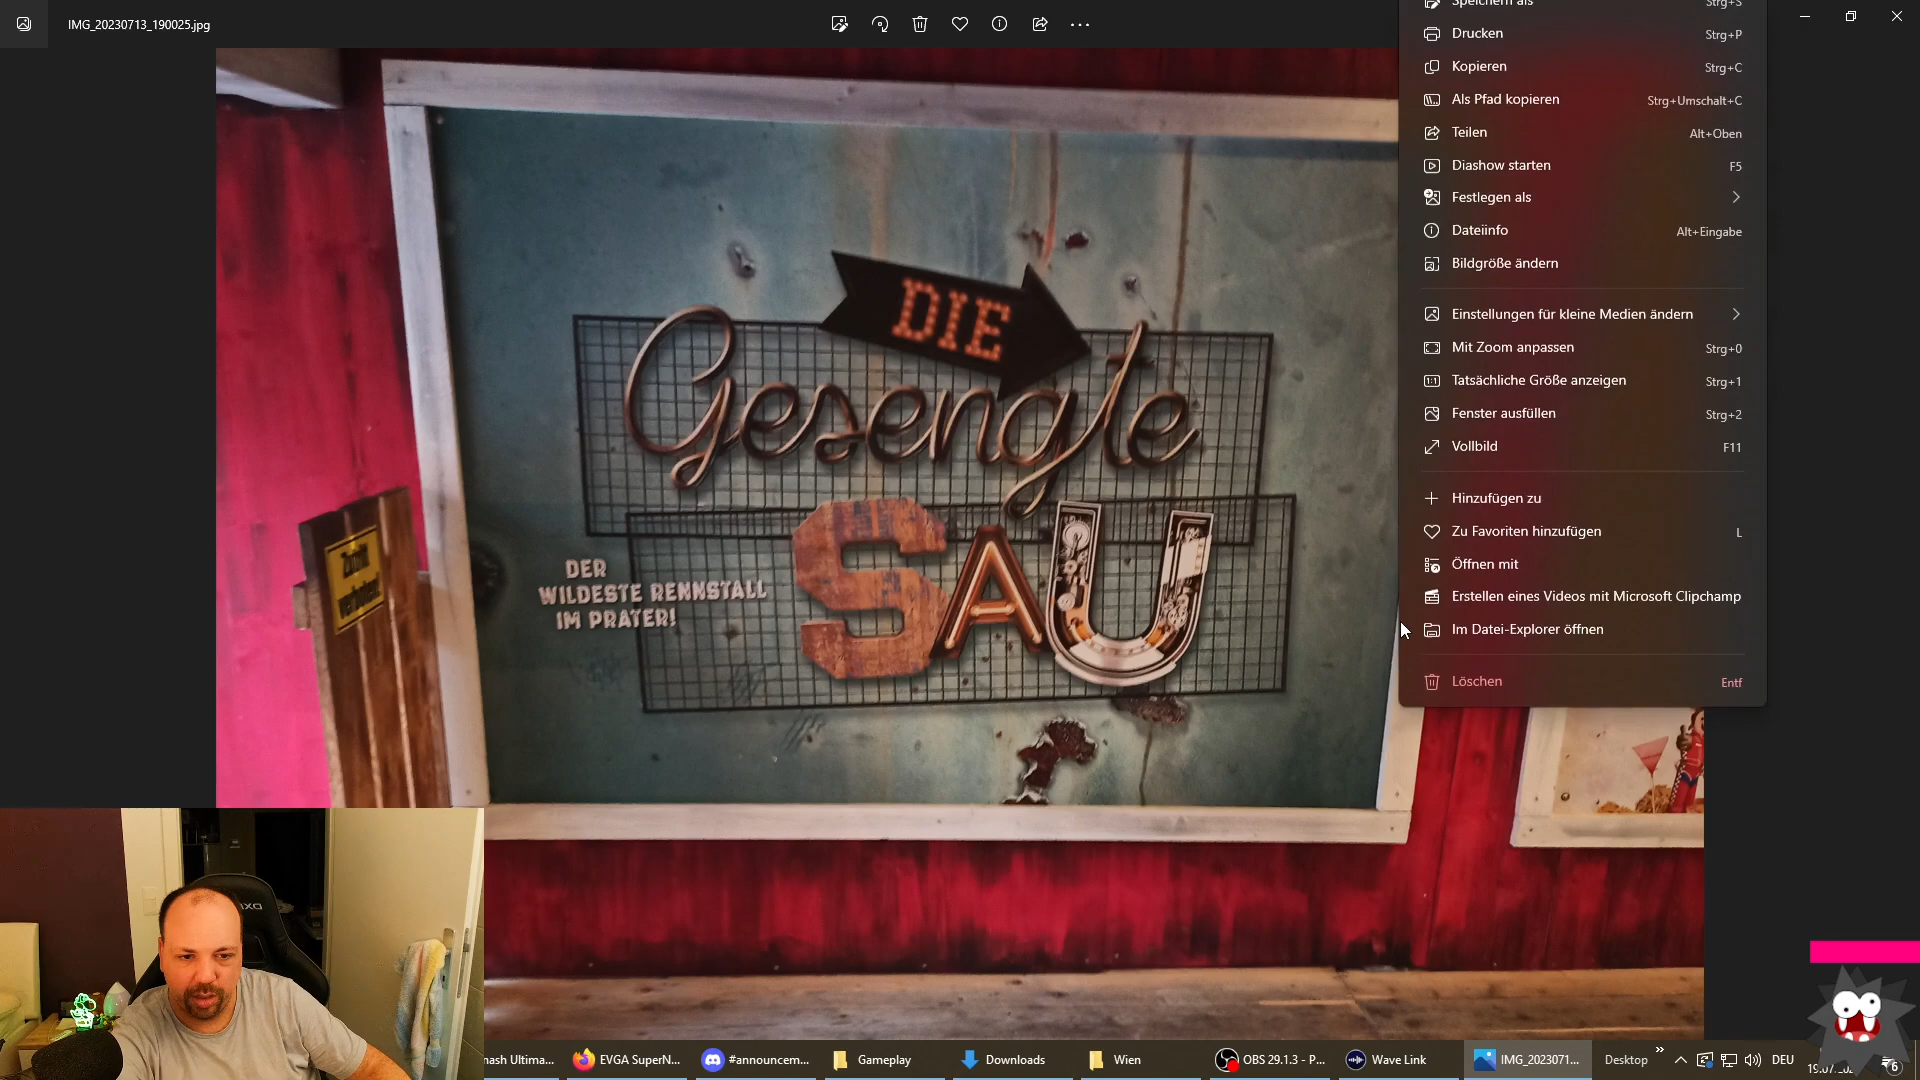 IMG_20230713_190025.jpg
Speichern als Strg+S
Drucken Strg+P
Kopieren Strg+C
Als Pfad kopieren Strg+Umschalt+C
Teilen Alt+Oben
Diashow starten F5
Festlegen als
Dateiinfo Alt+Eingabe
Bildgröße ändern
Einstellungen für kleine Medien ändern
Mit Zoom anpassen Strg+0
Tatsächliche Größe anzeigen Strg+1
Fenster ausfüllen Strg+2
Vollbild F11
Hinzufügen zu
Zu Favoriten hinzufügen L
Öffnen mit
Erstellen eines Videos mit Microsoft Clipchamp
Im Datei-Explorer öffnen
Löschen Entf
DIE
Gesengte
SAU
DER
WILDESTE RENNSTALL
IM PRATER!
EVGA SuperN...
#announcem...
Gameplay
Downloads
Wien
OBS 29.1.3 - P...
Wave Link
IMG_2023071...
Desktop
DEU
6